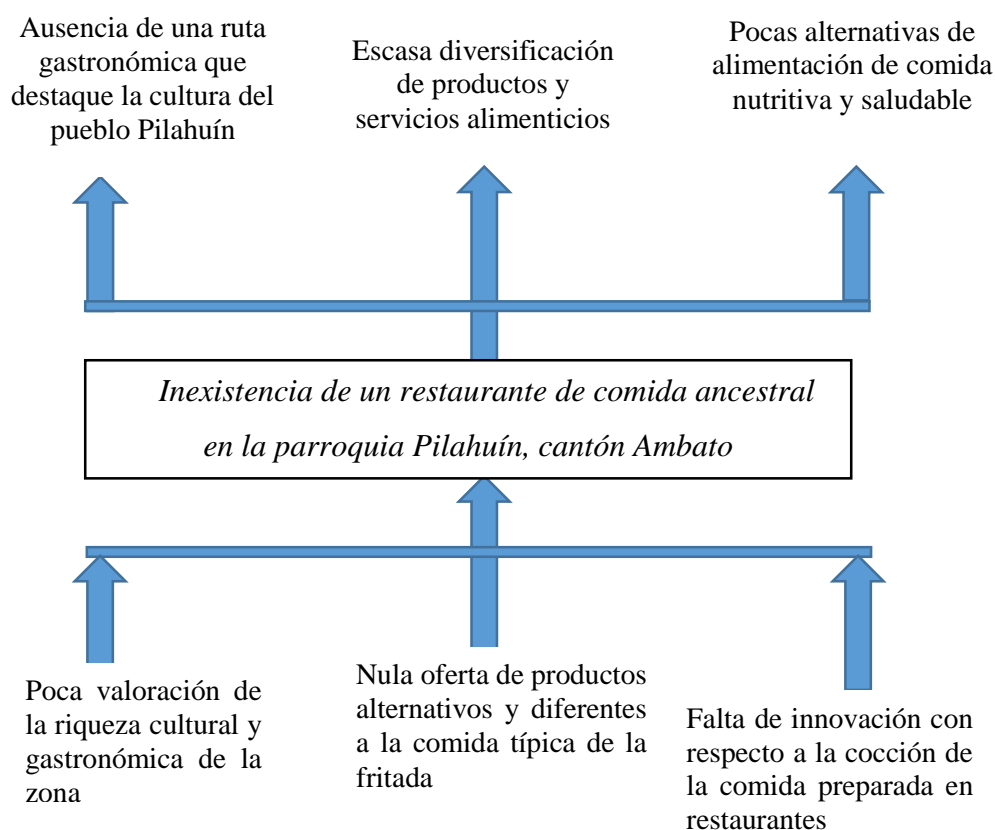 Ausencia de una ruta
gastronómica que
destaque la cultura del
pueblo Pilahuín
Escasa diversificación
de productos y
servicios alimenticios
Pocas alternativas de
alimentación de comida
nutritiva y saludable
Inexistencia de un restaurante de comida ancestral
en la parroquia Pilahuín, cantón Ambato
Poca valoración de
la riqueza cultural y
gastronómica de la
zona
Nula oferta de productos
alternativos y diferentes
a la comida típica de la
fritada
Falta de innovación con
respecto a la cocción de
la comida preparada en
restaurantes